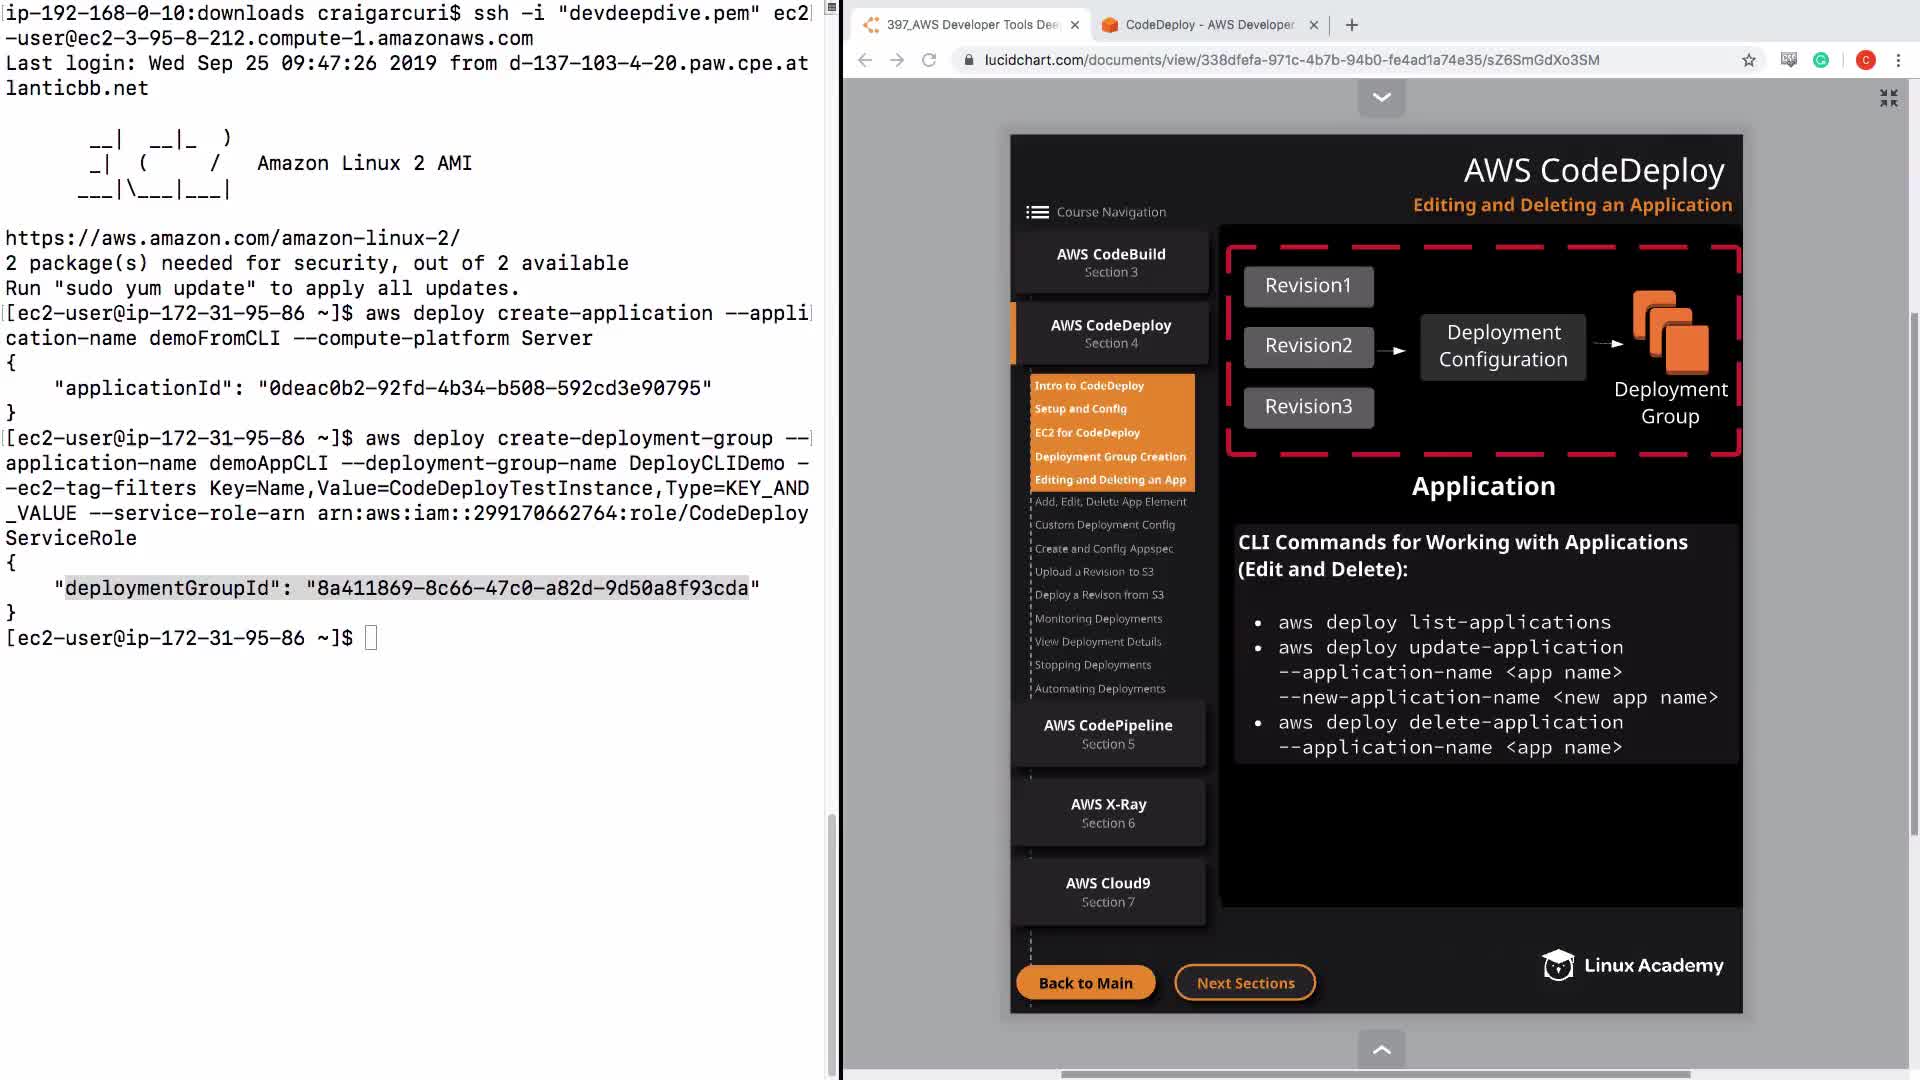 ip-192-168-0-10:downloads craigarcuri$ ssh -i "devdeepdive.pem" ec2
-user@ec2-3-95-8-212.compute-1.amazonaws.com
Last login: Wed Sep 25 09:47:26 2019 from d-137-103-4-20.paw.cpe.at
lanticbb.net
__|  __|_  )
_|  (     /   Amazon Linux 2 AMI
___|\___|___|
https://aws.amazon.com/amazon-linux-2/
2 package(s) needed for security, out of 2 available
Run "sudo yum update" to apply all updates.
[ec2-user@ip-172-31-95-86 ~]$ aws deploy create-application --appli
cation-name demoFromCLI --compute-platform Server
{
"applicationId": "0deac0b2-92fd-4b34-b508-592cd3e90795"
}
[ec2-user@ip-172-31-95-86 ~]$ aws deploy create-deployment-group --
application-name demoAppCLI --deployment-group-name DeployCLIDemo -
-ec2-tag-filters Key=Name,Value=CodeDeployTestInstance,Type=KEY_AND
_VALUE --service-role-arn arn:aws:iam::299170662764:role/CodeDeploy
ServiceRole
{
"deploymentGroupId": "8a411869-8c66-47c0-a82d-9d50a8f93cda"
}
[ec2-user@ip-172-31-95-86 ~]$
397_AWS Developer Tools Dee
CodeDeploy - AWS Developer
lucidchart.com/documents/view/338dfefa-971c-4b7b-94b0-fe4ad1a74e35/sZ6SmGdXo3SM
C
AWS CodeDeploy
Editing and Deleting an Application
Course Navigation
AWS CodeBuild
Section 3
AWS CodeDeploy
Section 4
Intro to CodeDeploy
Setup and Config
EC2 for CodeDeploy
Deployment Group Creation
Editing and Deleting an App
Add, Edit, Delete App Element
Custom Deployment Config
Create and Config Appspec
Upload a Revision to S3
Deploy a Revison from S3
Monitoring Deployments
View Deployment Details
Stopping Deployments
Automating Deployments
AWS CodePipeline
Section 5
AWS X-Ray
Section 6
AWS Cloud9
Section 7
Back to Main
Next Sections
Revision1
Revision2
Revision3
Deployment
Configuration
Deployment
Group
Application
CLI Commands for Working with Applications
(Edit and Delete):
• aws deploy list-applications
• aws deploy update-application
--application-name <app name>
--new-application-name <new app name>
• aws deploy delete-application
--application-name <app name>
Linux Academy